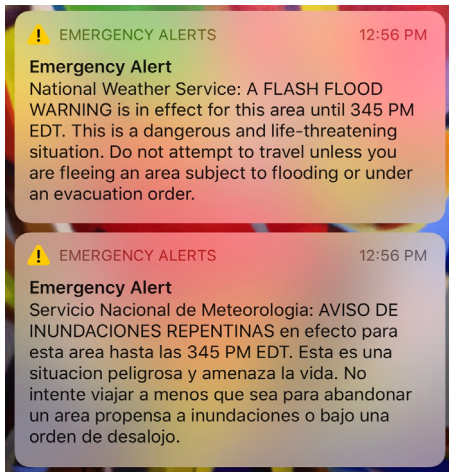 EMERGENCY ALERTS 12:56 PM
Emergency Alert
National Weather Service: A FLASH FLOOD
WARNING is in effect for this area until 345 PM
EDT. This is a dangerous and life-threatening
situation. Do not attempt to travel unless you
are fleeing an area subject to flooding or under
an evacuation order.
EMERGENCY ALERTS 12:56 PM
Emergency Alert
Servicio Nacional de Meteorologia: AVISO DE
INUNDACIONES REPENTINAS en efecto para
esta area hasta las 345 PM EDT. Esta es una
situacion peligrosa y amenaza la vida. No
intente viajar a menos que sea para abandonar
un area propensa a inundaciones o bajo una
orden de desalojo.